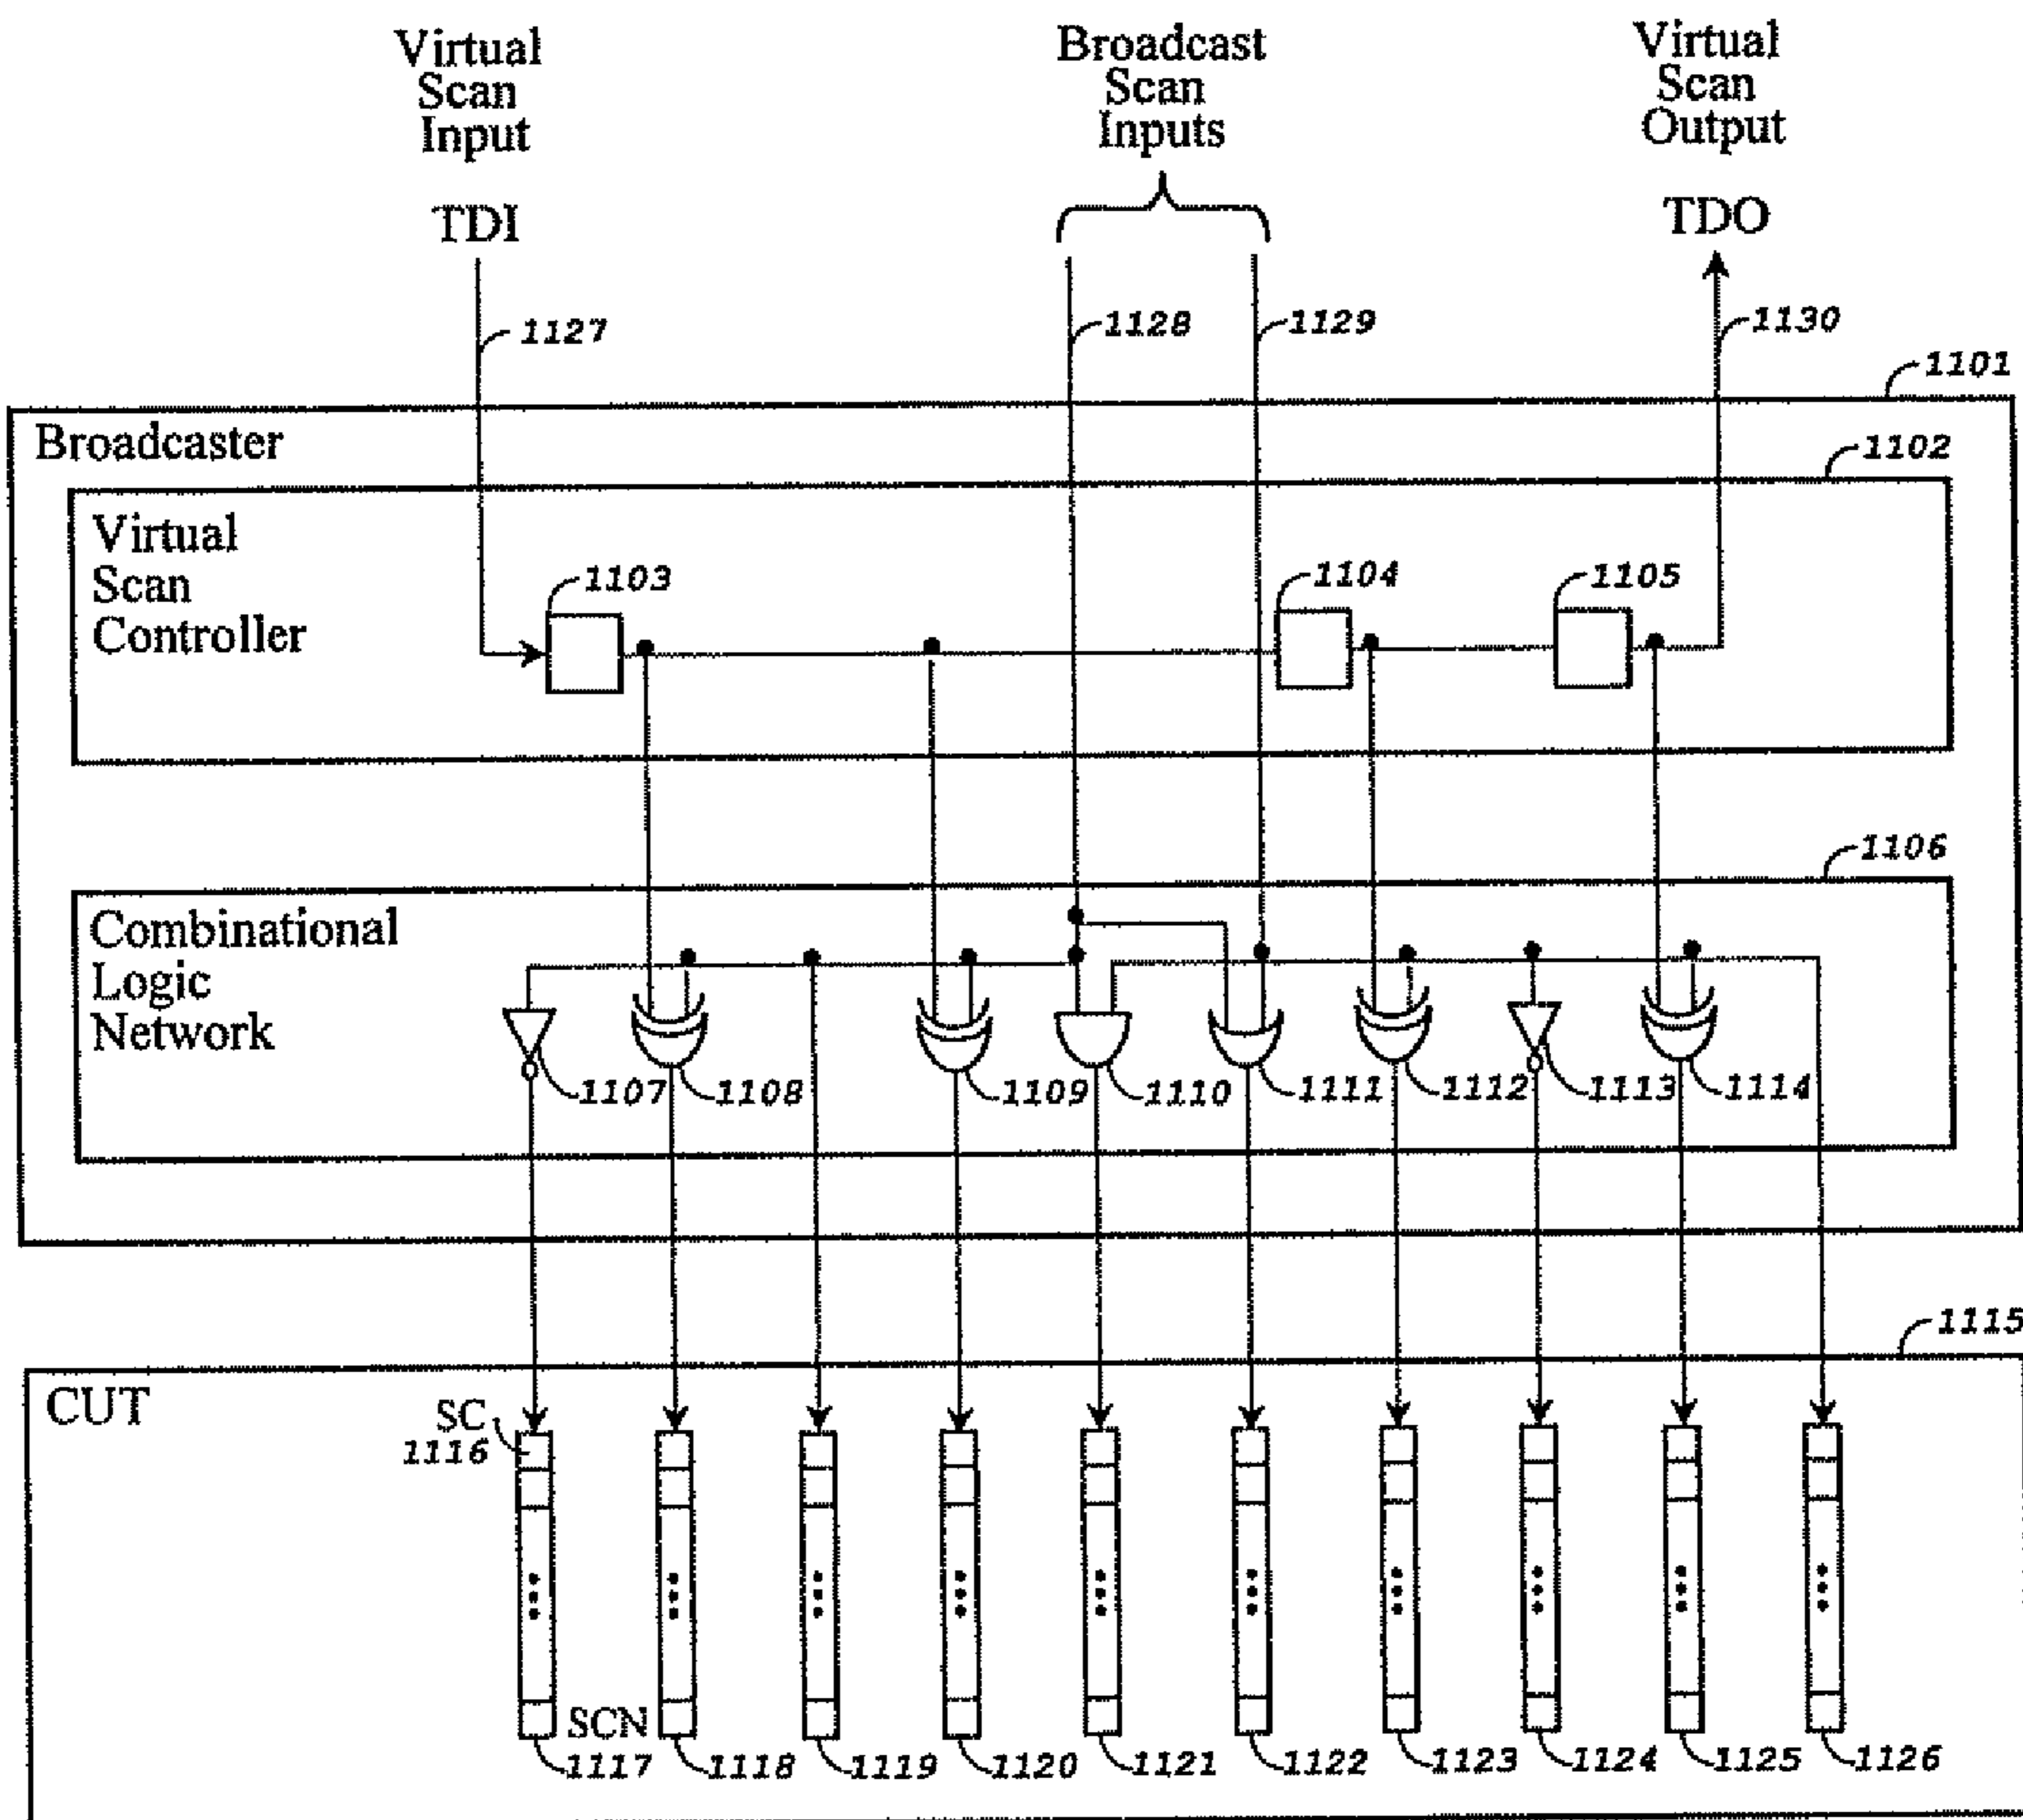 Virtual
Scan
Input
Broadcast
Scan
Inputs
Virtual
Scan
Output
TDI
TDO
1127
1128
1129
1130
1101
Broadcaster
1102
Virtual
Scan
Controller
1103
1104
1105
1106
Combinational
Logic
Network
1107
1108
1109
1110
1111
1112
1113
1114
1115
CUT
SC
1116
SCN
1117
1118
1119
1120
1121
1122
1123
1124
1125
1126